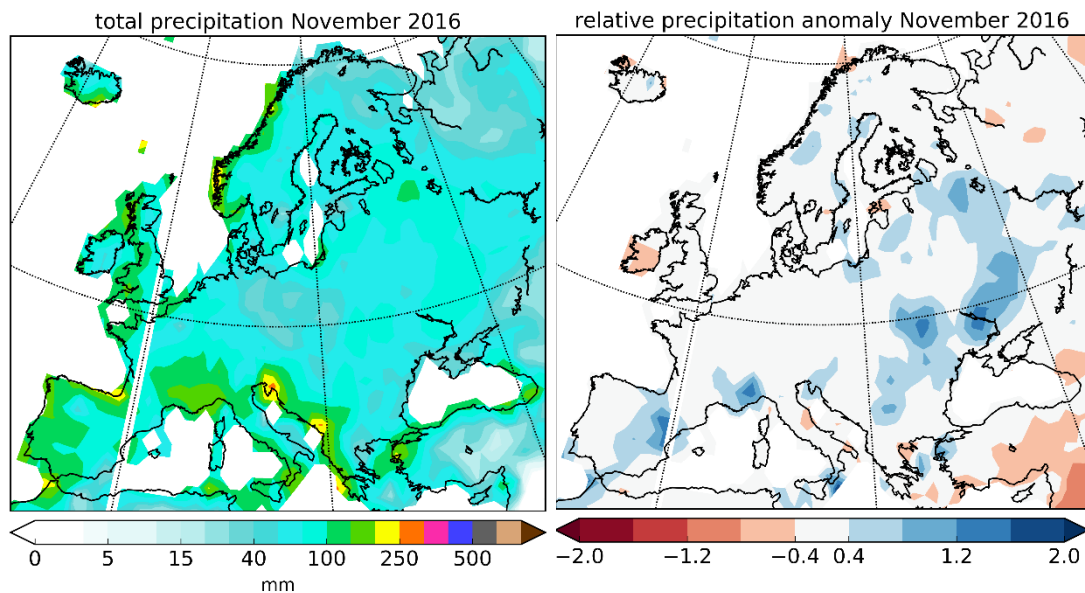 total precipitation November 2016
relative precipitation anomaly November 2016
0 5 15 40 100 250 500
mm
−2.0 −1.2 −0.4 0.4 1.2 2.0